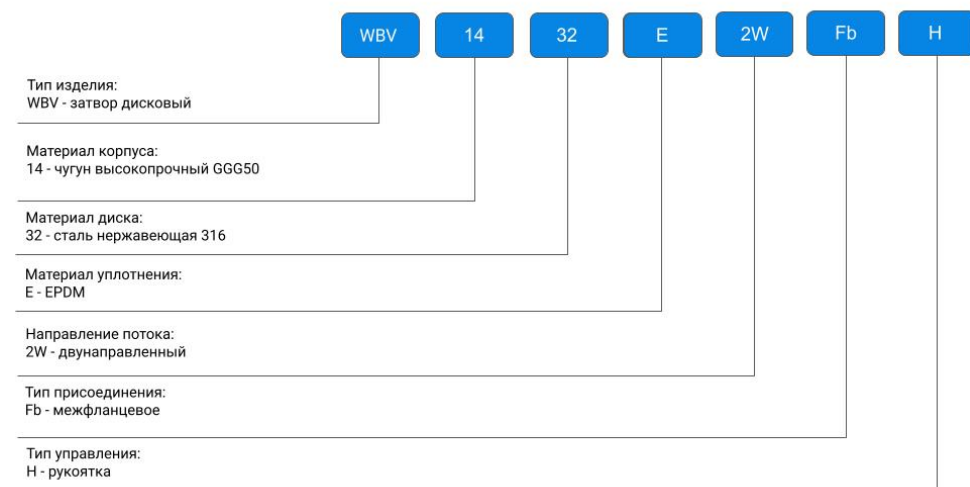 WBV 14 32 E 2W Fb H
Тип изделия:
WBV - затвор дисковый
Материал корпуса:
14 - чугун высокопрочный GGG50
Материал диска:
32 - сталь нержавеющая 316
Материал уплотнения:
E - EPDM
Направление потока:
2W - двунаправленный
Тип присоединения:
Fb - межфланцевое
Тип управления:
H - рукоятка